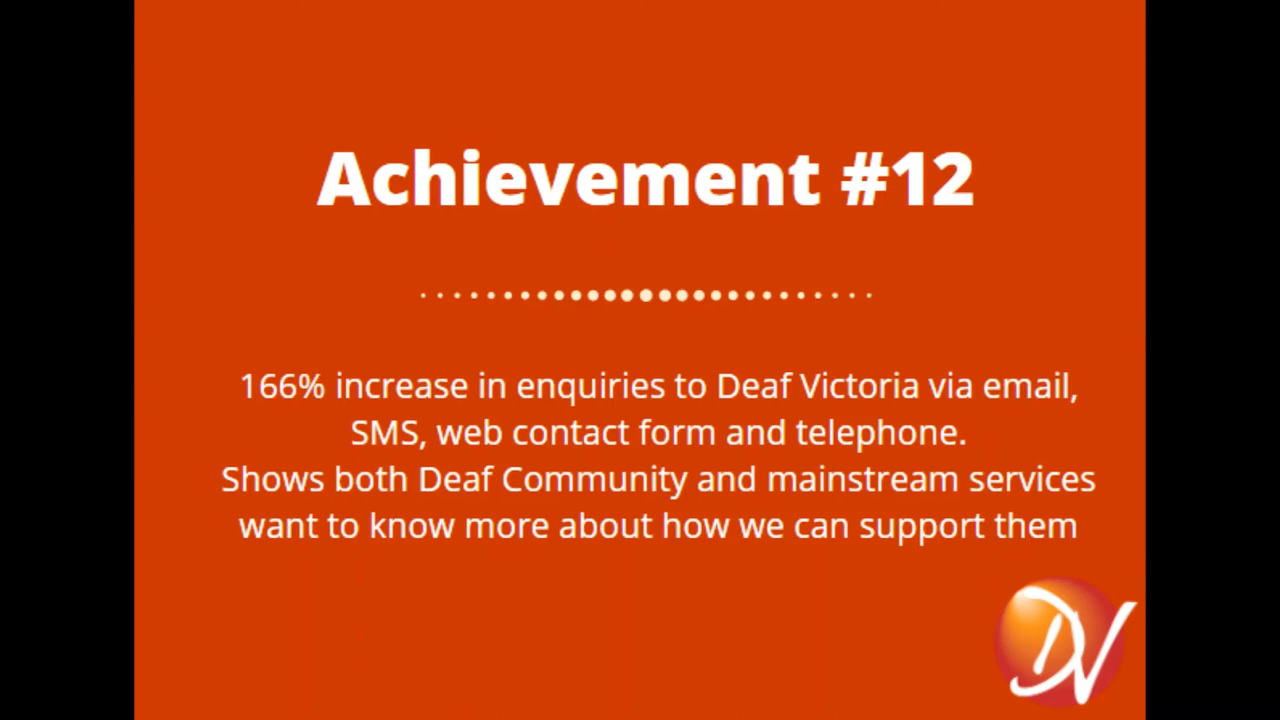 Achievement #12
166% increase in enquiries to Deaf Victoria via email,
SMS, web contact form and telephone.
Shows both Deaf Community and mainstream services
want to know more about how we can support them
DV